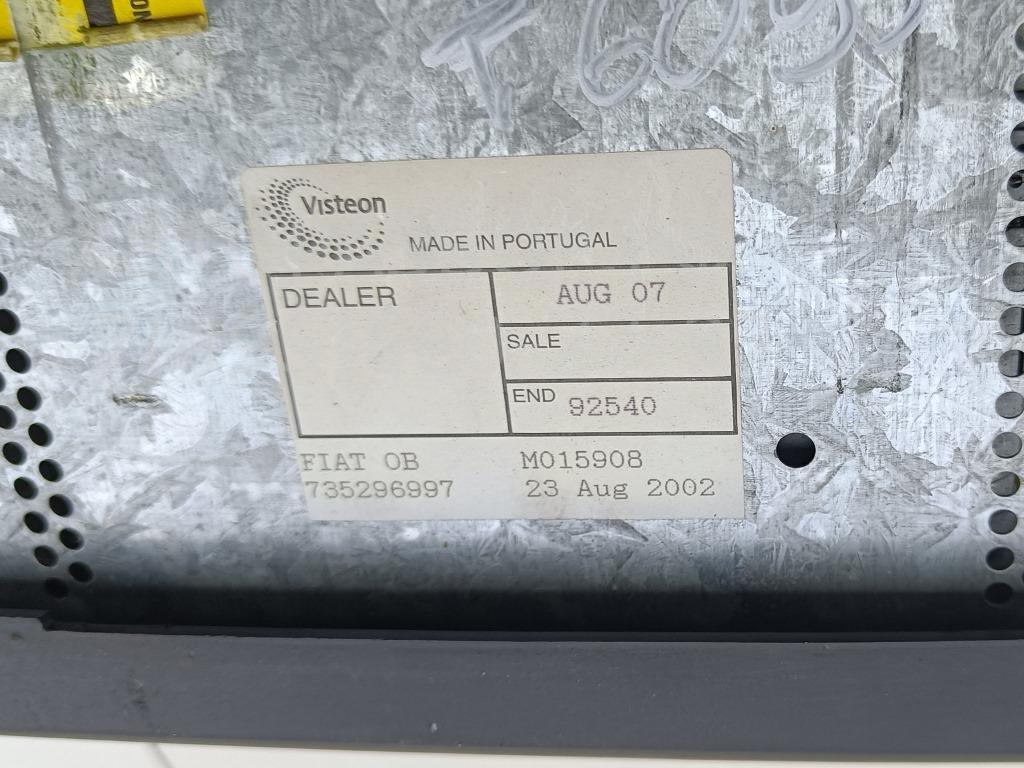 Visteon
MADE IN PORTUGAL
DEALER
AUG 07
SALE
END 92540
FIAT OB M015908
735296997 23 Aug 2002